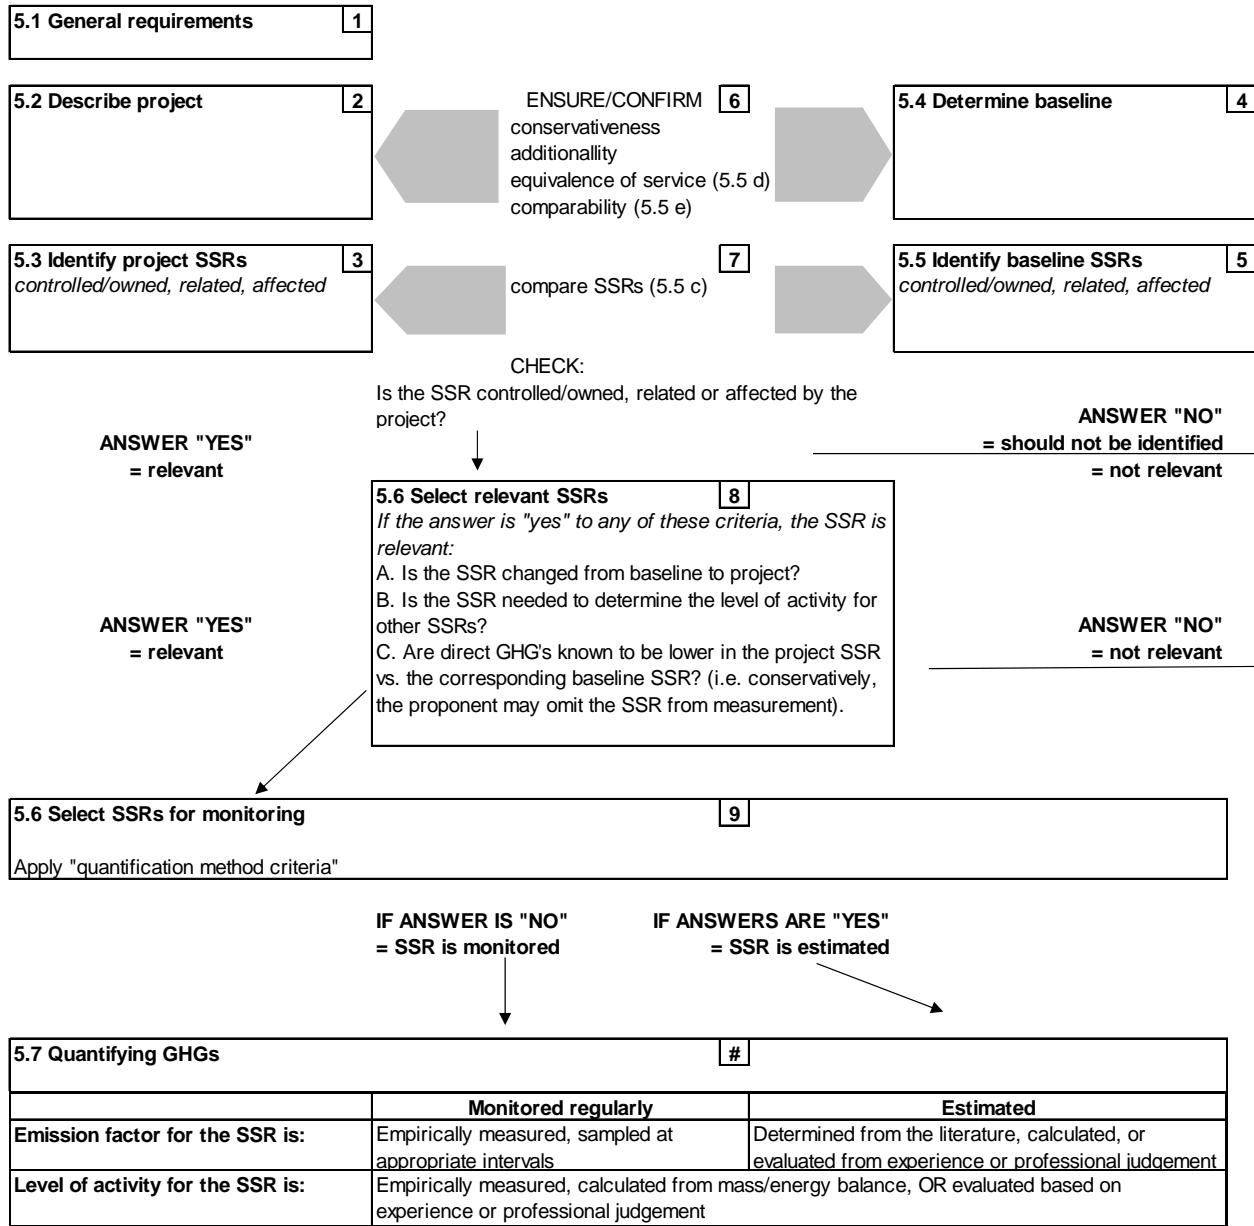 5.1 General requirements 1
5.2 Describe project 2
ENSURE/CONFIRM 6
conservativeness
additionallity
equivalence of service (5.5 d)
comparability (5.5 e)
5.4 Determine baseline 4
5.3 Identify project SSRs 3
controlled/owned, related, affected
7
compare SSRs (5.5 c)
5.5 Identify baseline SSRs 5
controlled/owned, related, affected
CHECK:
Is the SSR controlled/owned, related or affected by the
project?
ANSWER "YES"
= relevant
ANSWER "NO"
= should not be identified
= not relevant
5.6 Select relevant SSRs 8
If the answer is "yes" to any of these criteria, the SSR is
relevant:
A. Is the SSR changed from baseline to project?
B. Is the SSR needed to determine the level of activity for
other SSRs?
C. Are direct GHG's known to be lower in the project SSR
vs. the corresponding baseline SSR? (i.e. conservatively,
the proponent may omit the SSR from measurement).
ANSWER "YES"
= relevant
ANSWER "NO"
= not relevant
5.6 Select SSRs for monitoring 9
Apply "quantification method criteria"
IF ANSWER IS "NO"
= SSR is monitored
IF ANSWERS ARE "YES"
= SSR is estimated
5.7 Quantifying GHGs #
Monitored regularly Estimated
Emission factor for the SSR is:
Empirically measured, sampled at
appropriate intervals
Determined from the literature, calculated, or
evaluated from experience or professional judgement
Level of activity for the SSR is:
Empirically measured, calculated from mass/energy balance, OR evaluated based on
experience or professional judgement